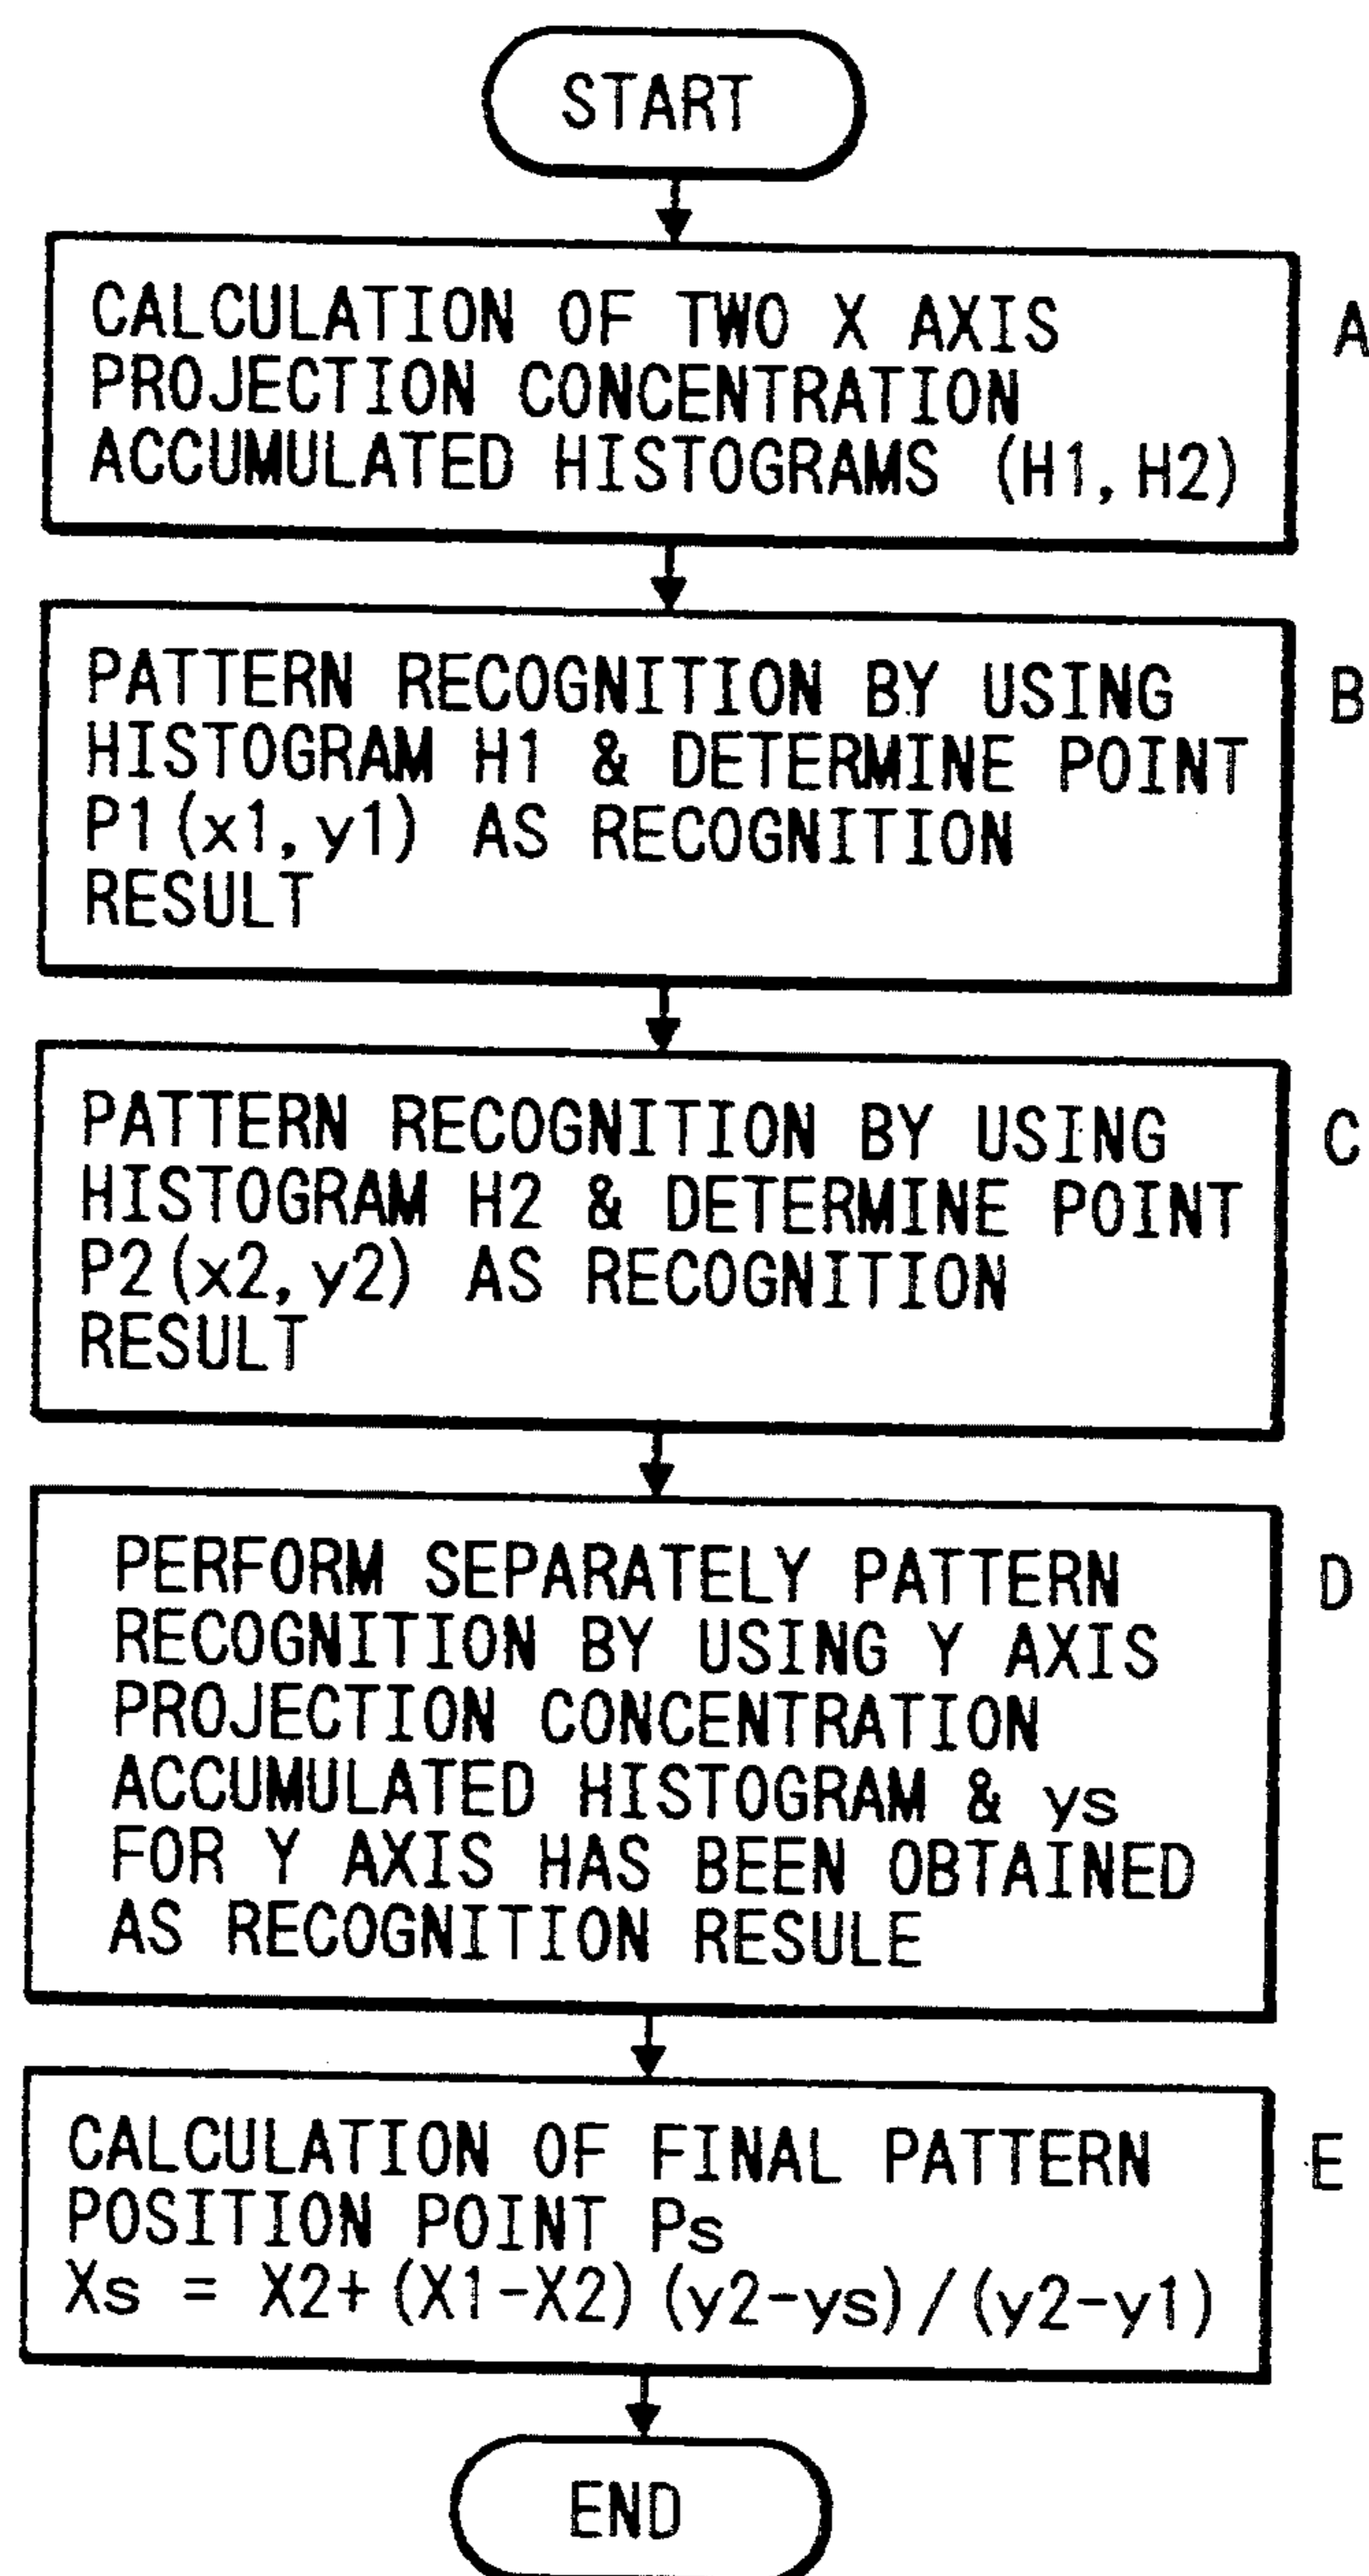 START
CALCULATION OF TWO X AXIS
PROJECTION CONCENTRATION
ACCUMULATED HISTOGRAMS (H1, H2)
A
PATTERN RECOGNITION BY USING
HISTOGRAM H1 & DETERMINE POINT
P1(x1, y1) AS RECOGNITION
RESULT
B
PATTERN RECOGNITION BY USING
HISTOGRAM H2 & DETERMINE POINT
P2(x2, y2) AS RECOGNITION
RESULT
C
PERFORM SEPARATELY PATTERN
RECOGNITION BY USING Y AXIS
PROJECTION CONCENTRATION
ACCUMULATED HISTOGRAM & ys
FOR Y AXIS HAS BEEN OBTAINED
AS RECOGNITION RESULE
D
CALCULATION OF FINAL PATTERN
POSITION POINT Ps
Xs = X2+(X1-X2)(y2-ys)/(y2-y1)
E
END